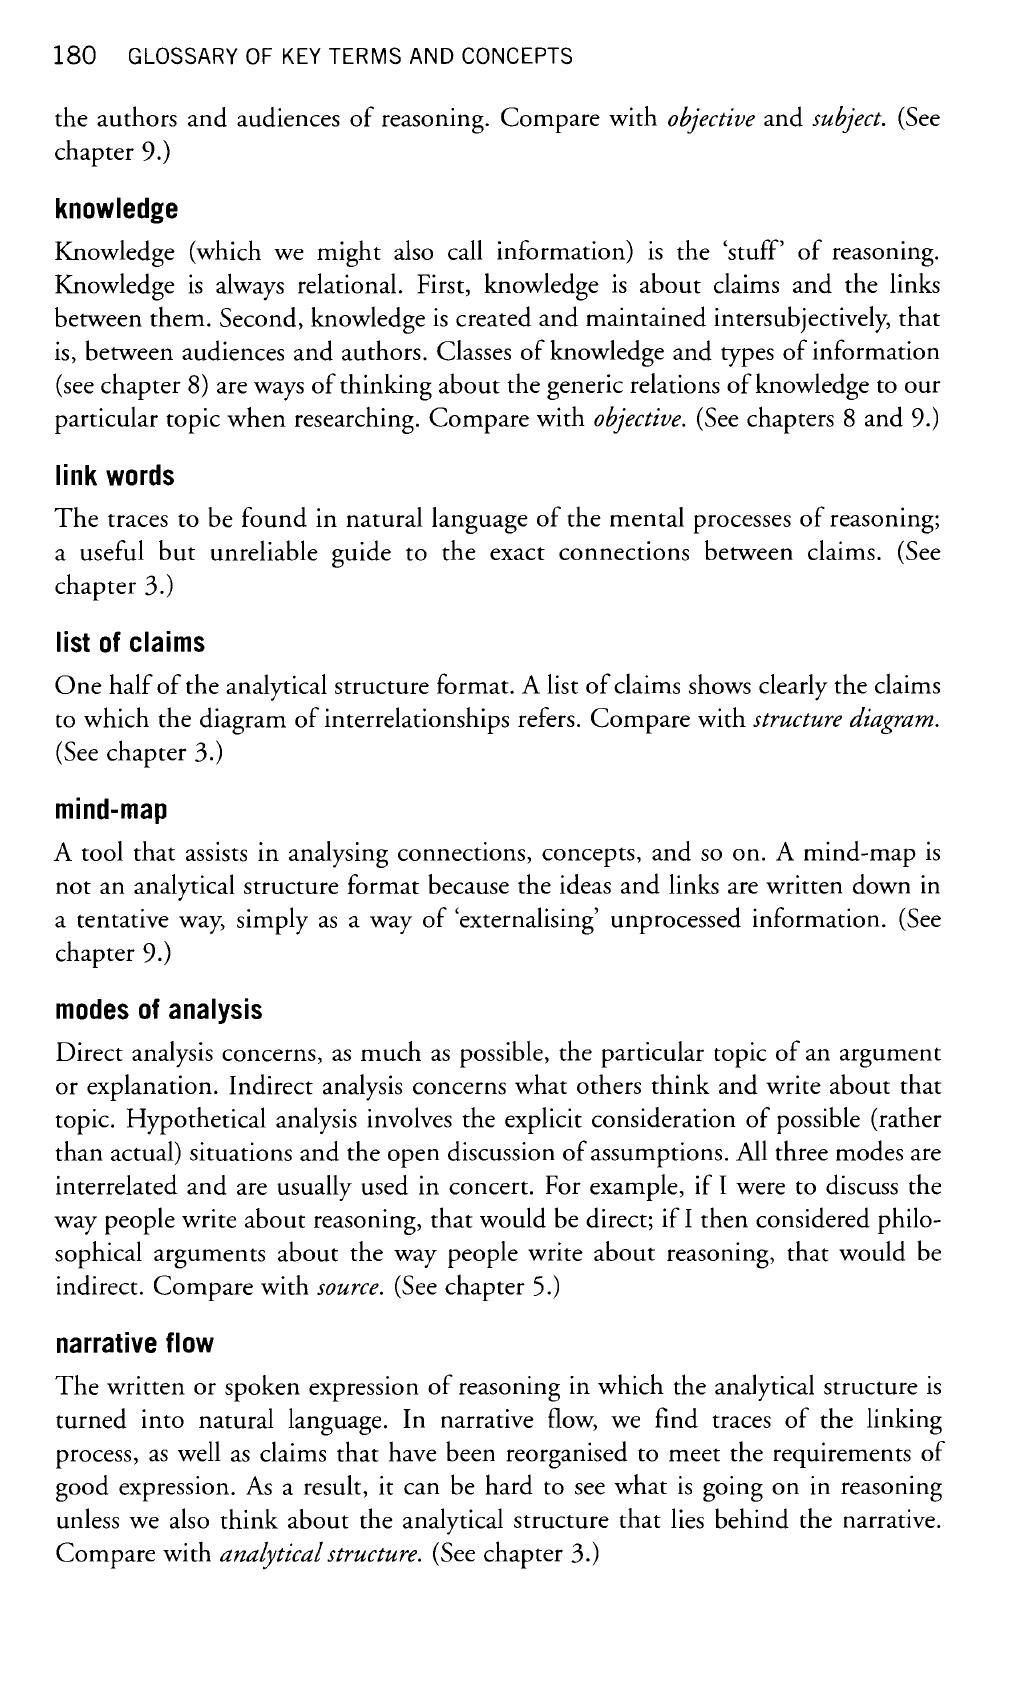 180 GLOSSARY OF KEY TERMS AND CONCEPTS
the authors and audiences of reasoning. Compare with objective and subject. (See
chapter 9.)
knowledge
Knowledge (which we might also call information) is the ‘stuff’ of reasoning.
Knowledge is always relational. First, knowledge is about claims and the links
between them. Second, knowledge is created and maintained intersubjectively, that
is, between audiences and authors. Classes of knowledge and types of information
(see chapter 8) are ways of thinking about the generic relations of knowledge to our
particular topic when researching. Compare with objective. (See chapters 8 and 9.)
link words
The traces to be found in natural language of the mental processes of reasoning;
a useful but unreliable guide to the exact connections between claims. (See
chapter 3.)
list of claims
One half of the analytical structure format. A list of claims shows clearly the claims
to which the diagram of interrelationships refers. Compare with structure diagram.
(See chapter 3.)
mind-map
A tool that assists in analysing connections, concepts, and so on. A mind-map is
not an analytical structure format because the ideas and links are written down in
a tentative way, simply as a way of ‘externalising’ unprocessed information. (See
chapter 9.)
modes of analysis
Direct analysis concerns, as much as possible, the particular topic of an argument
or explanation. Indirect analysis concerns what others think and write about that
topic. Hypothetical analysis involves the explicit consideration of possible (rather
than actual) situations and the open discussion of assumptions. All three modes are
interrelated and are usually used in concert. For example, if I were to discuss the
way people write about reasoning, that would be direct; if I then considered philo-
sophical arguments about the way people write about reasoning, that would be
indirect. Compare with source. (See chapter 5.)
narrative flow
The written or spoken expression of reasoning in which the analytical structure is
turned into natural language. In narrative flow, we find traces of the linking
process, as well as claims that have been reorganised to meet the requirements of
good expression. As a result, it can be hard to see what is going on in reasoning
unless we also think about the analytical structure that lies behind the narrative.
Compare with analytical structure. (See chapter 3.)